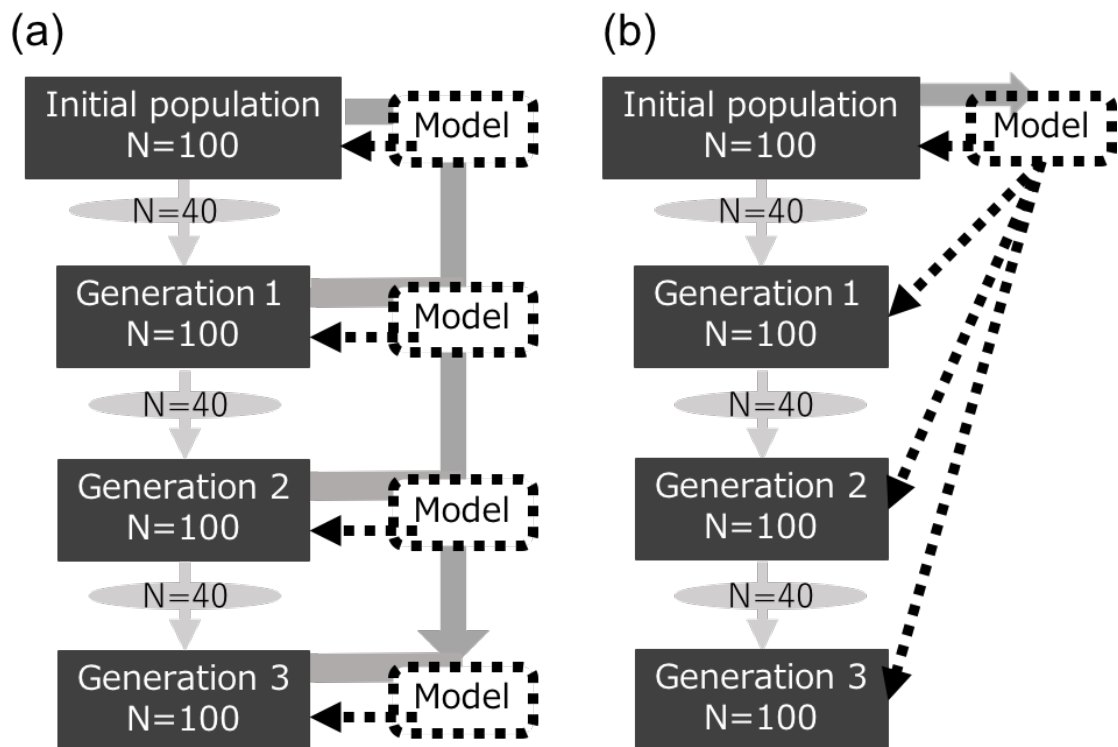 (a)
Initial population
N=100
Model
N=40
Generation 1
N=100
Model
N=40
Generation 2
N=100
Model
N=40
Generation 3
N=100
Model
(b)
Initial population
N=100
Model
N=40
Generation 1
N=100
N=40
Generation 2
N=100
N=40
Generation 3
N=100